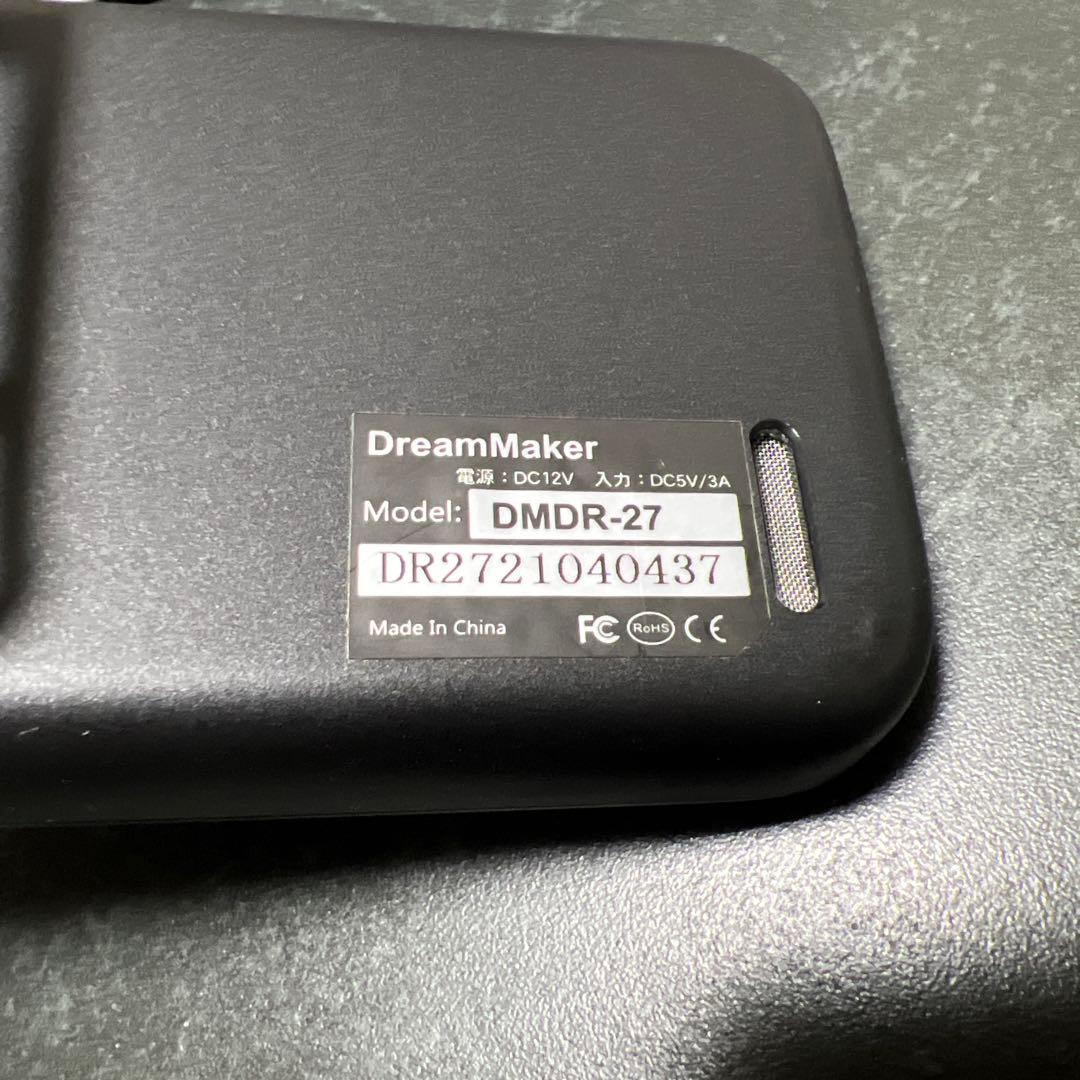 DreamMaker
電源：DC12V 入力：DC5V/3A
Model: DMDR-27
DR2721040437
Made In China FC RoHS CE